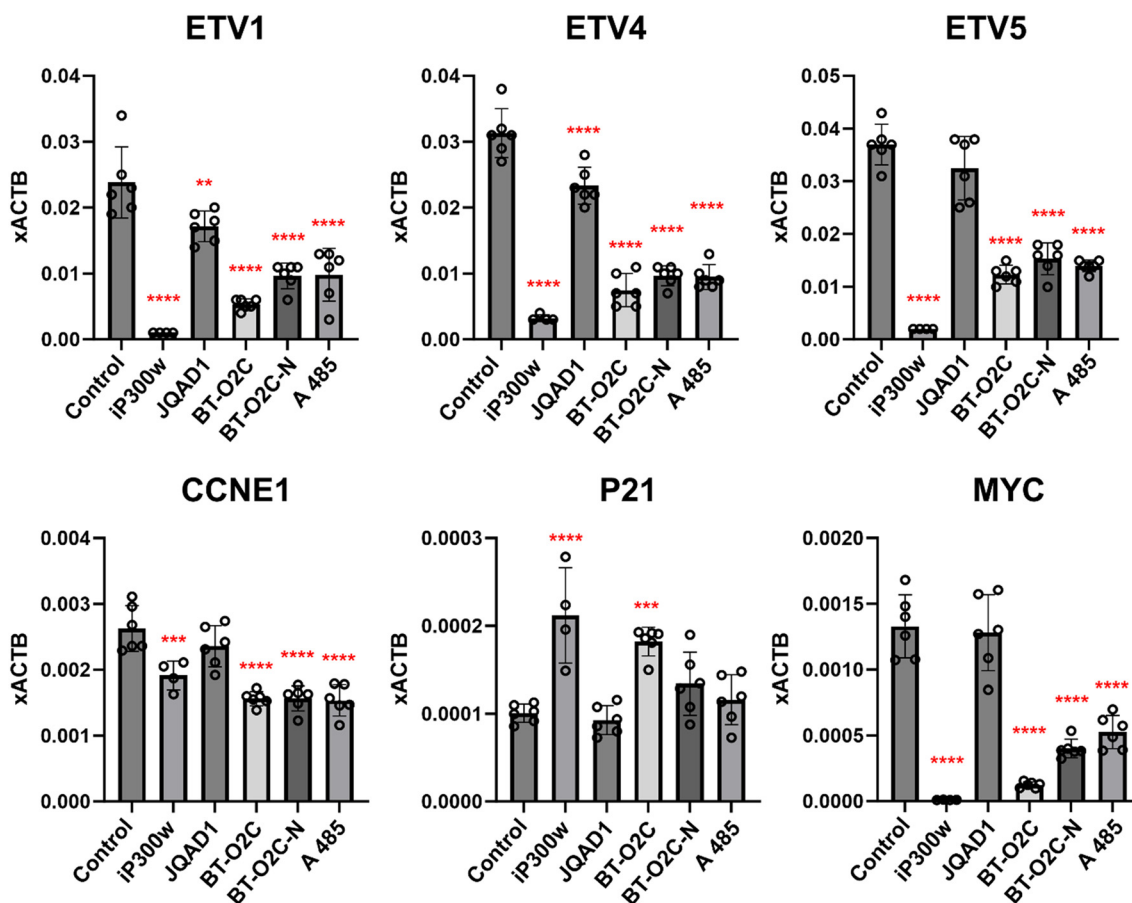 ETV1 ETV4 ETV5
0.04 0.04 0.05
0.03 0.03 0.04
0.02 0.02 0.03
0.01 0.01 0.02
0.00 0.00 0.01
0.00
xACTB xACTB xACTB
** **** ****
**** **** **** **** **** **** **** **** **** **** ****
Control iP300w JQAD1 BT-O2C BT-O2C-N A 485
Control iP300w JQAD1 BT-O2C BT-O2C-N A 485
Control iP300w JQAD1 BT-O2C BT-O2C-N A 485
CCNE1 P21 MYC
0.004 0.0003 0.0020
0.003 0.0002 0.0015
0.002 0.0001 0.0010
0.001 0.0000 0.0005
0.000 0.0000
xACTB xACTB xACTB
*** **** **** ****
**** ***
**** **** **** ****
Control iP300w JQAD1 BT-O2C BT-O2C-N A 485
Control iP300w JQAD1 BT-O2C BT-O2C-N A 485
Control iP300w JQAD1 BT-O2C BT-O2C-N A 485